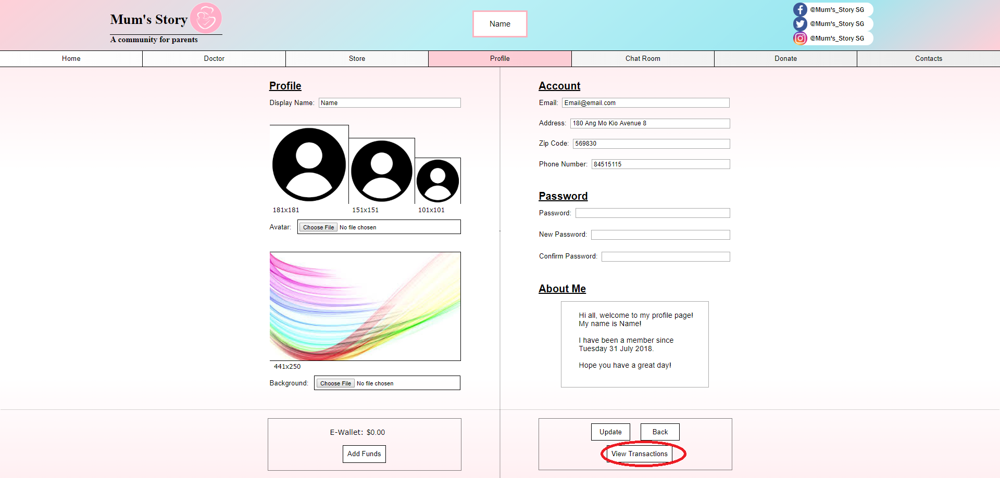 Mum's Story
A community for parents
Name
@Mum's_Story SG
@Mum's_Story SG
@Mum's_Story SG
Home Doctor Store Profile Chat Room Donate Contacts
Profile
Display Name: Name
181x181 151x151 101x101
Avatar: Choose File No file chosen
441x250
Background: Choose File No file chosen
E-Wallet: $0.00
Add Funds
Account
Email: Email@email.com
Address: 180 Ang Mo Kio Avenue 8
Zip Code: 569830
Phone Number: 84515115
Password
Password:
New Password:
Confirm Password:
About Me
Hi all, welcome to my profile page!
My name is Name!
I have been a member since
Tuesday 31 July 2018.
Hope you have a great day!
Update Back
View Transactions